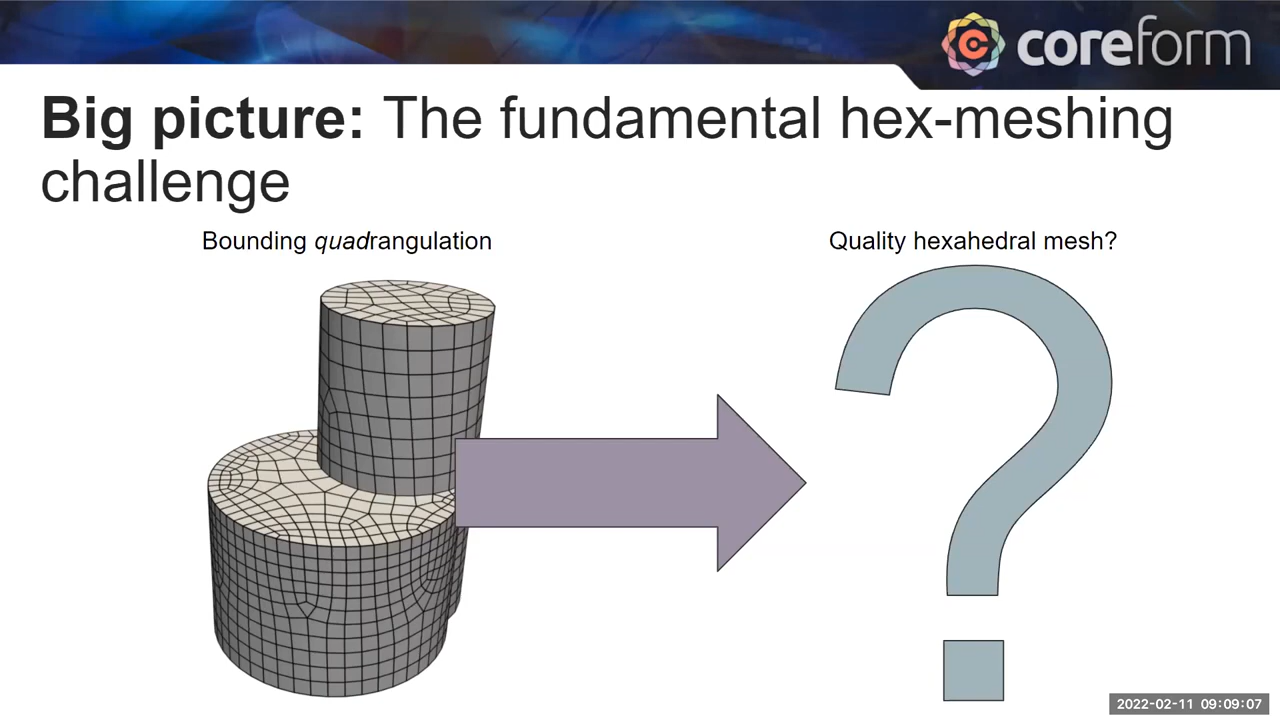 coreform
Big picture: The fundamental hex-meshing
challenge
Bounding quadrangulation
Quality hexahedral mesh?
?
2022-02-11 09:09:07